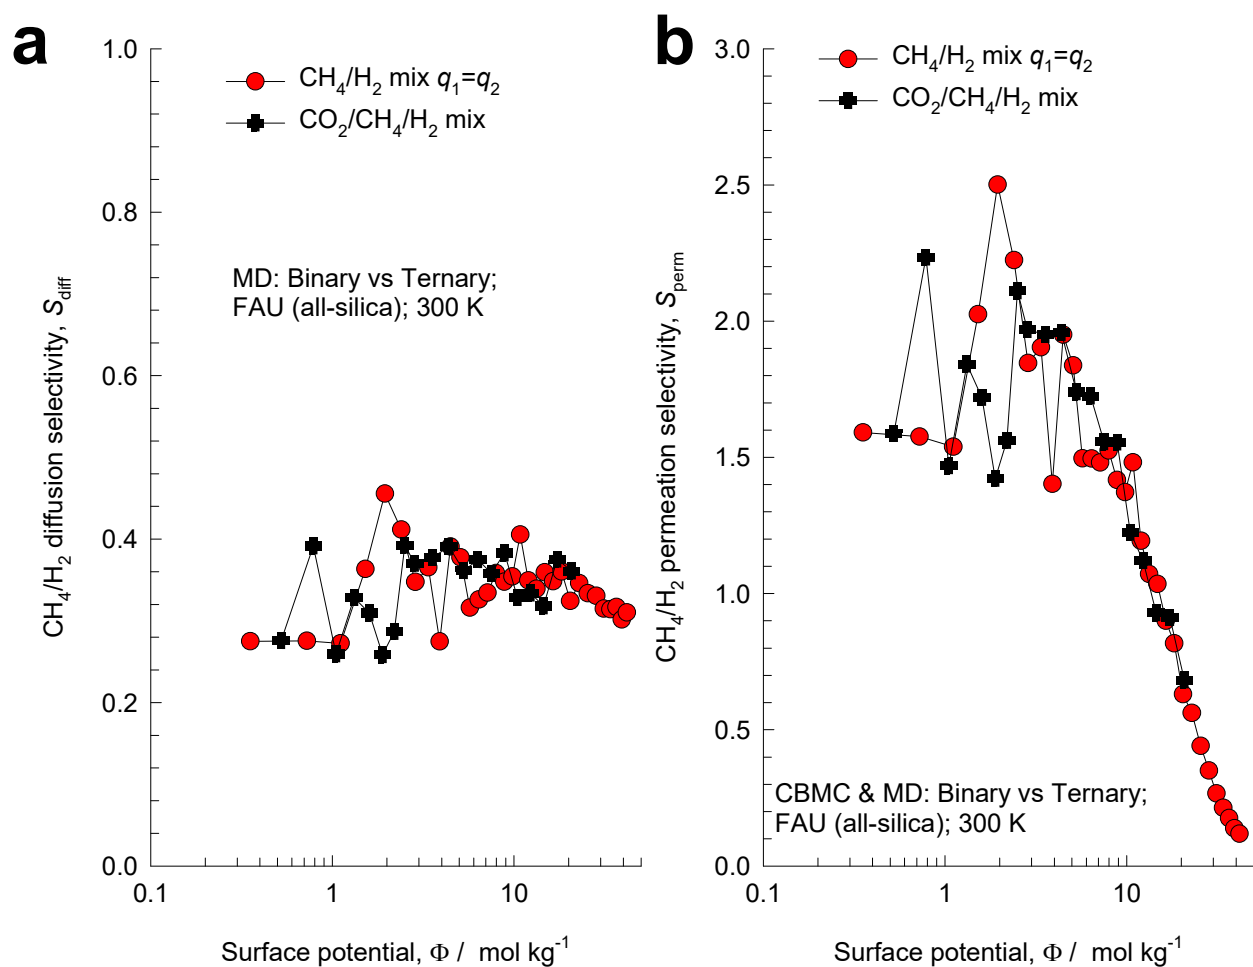 a
1.0
0.8
0.6
0.4
0.2
0.0
0.1
1
10
CH₄/H₂ diffusion selectivity, S_diff
CH₄/H₂ mix q₁=q₂
CO₂/CH₄/H₂ mix
MD: Binary vs Ternary;
FAU (all-silica); 300 K
Surface potential, Φ / mol kg⁻¹
b
3.0
2.5
2.0
1.5
1.0
0.5
0.0
0.1
1
10
CH₄/H₂ permeation selectivity, S_perm
CH₄/H₂ mix q₁=q₂
CO₂/CH₄/H₂ mix
CBMC & MD: Binary vs Ternary;
FAU (all-silica); 300 K
Surface potential, Φ / mol kg⁻¹